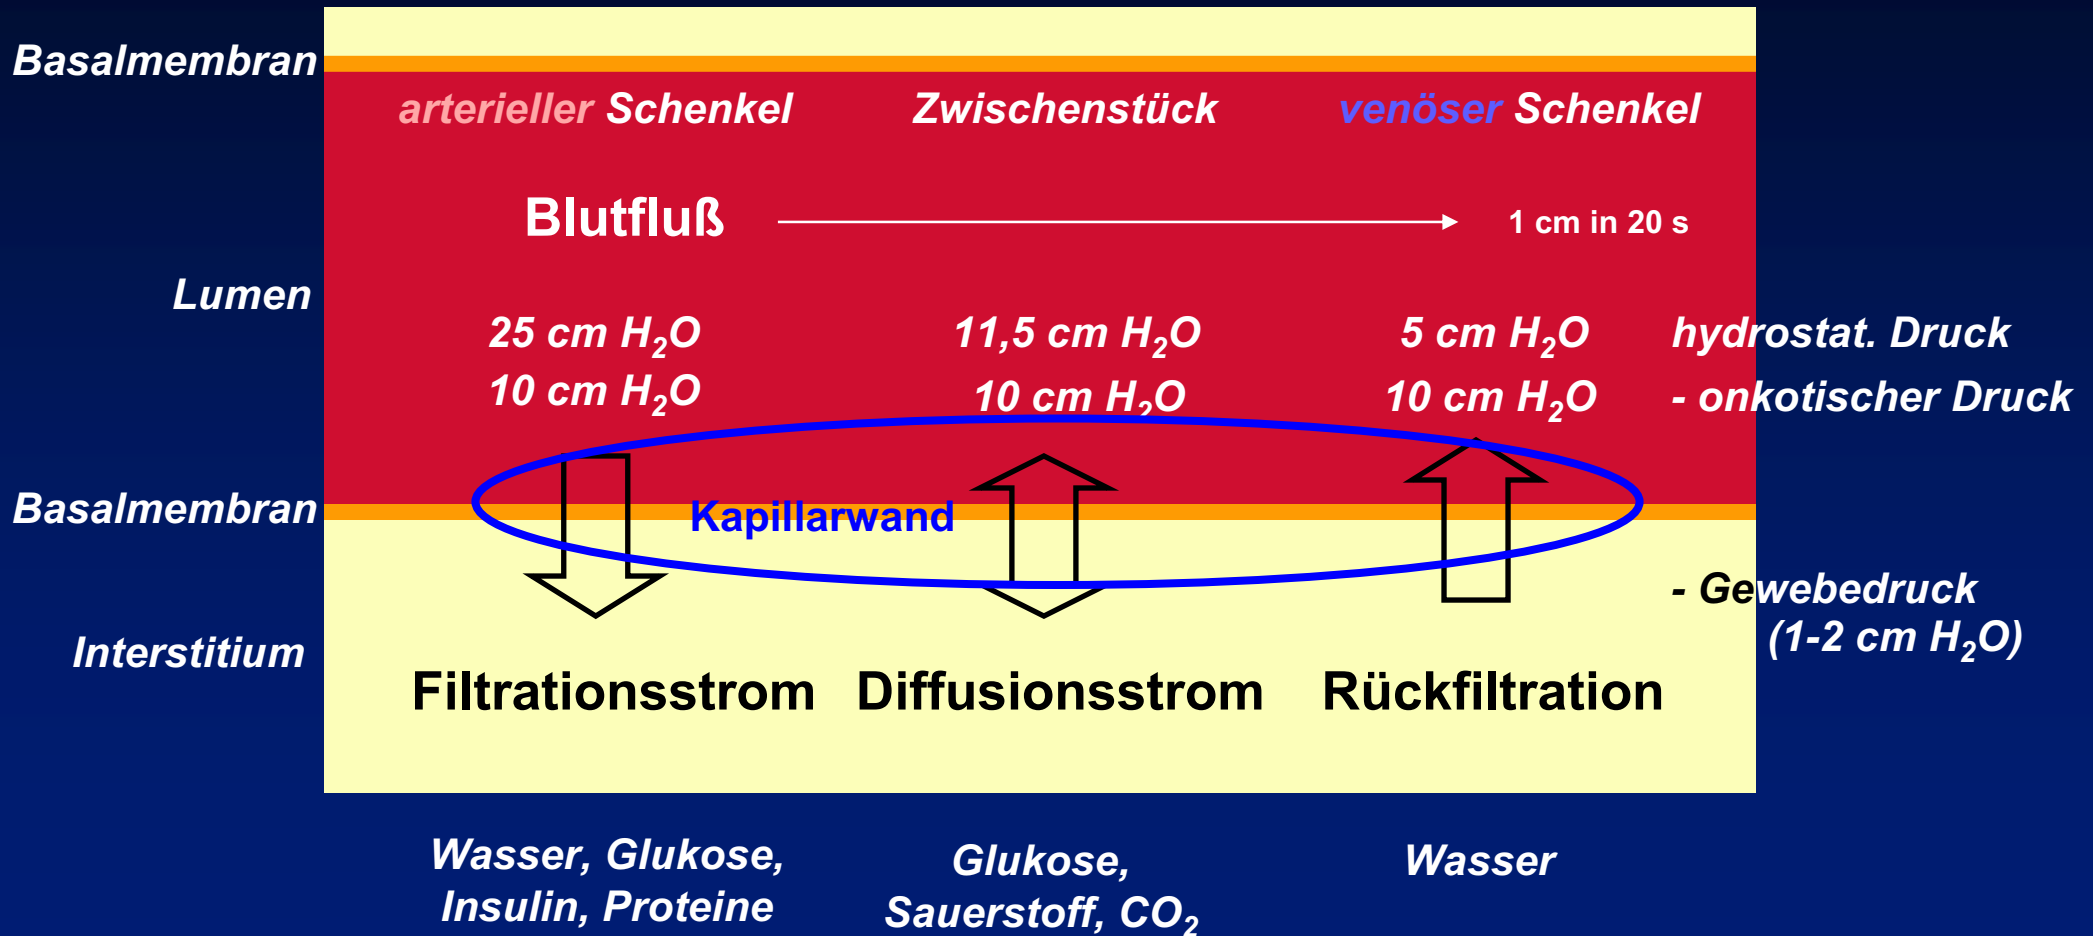 Basalmembran
arterieller Schenkel
Zwischenstück
venöser Schenkel
Blutfluß
1 cm in 20 s
Lumen
25 cm H₂O
11,5 cm H₂O
5 cm H₂O
hydrostat. Druck
10 cm H₂O
10 cm H₂O
10 cm H₂O
- onkotischer Druck
Basalmembran
Kapillarwand
- Gewebedruck
(1-2 cm H₂O)
Interstitium
Filtrationsstrom
Diffusionsstrom
Rückfiltration
Wasser, Glukose,
Insulin, Proteine
Glukose,
Sauerstoff, CO₂
Wasser